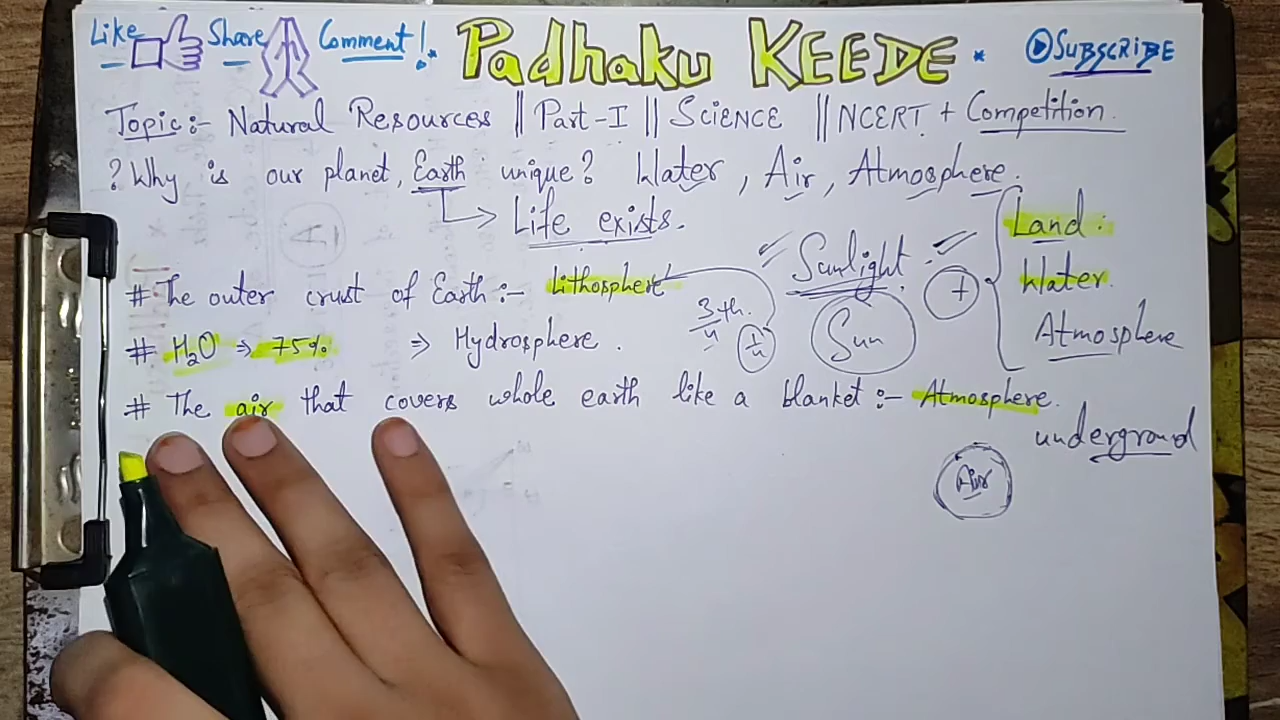 Like Share Comment! Padhaku KEEDE SUBSCRIBE
Topic:- Natural Resources || Part-I || SCIENCE || NCERT + Competition.
? Why is our planet, Earth unique? Water, Air, Atmosphere.
Life exists.
Sunlight.
Land:
# The outer crust of Earth:- Lithosphere
+
Water
3/4 th.
Sun
# H2O ⇒ 75% ⇒ Hydrosphere.
1/4
Atmosphere
# The air that covers whole earth like a blanket:- Atmosphere.
underground
Air